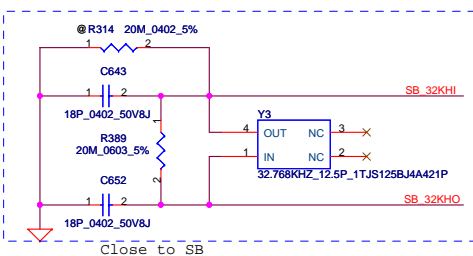 @ R314 20M_0402_5%
1 2
C643
1 2
SB_32KHI
18P_0402_50V8J
Y3
1
R389
20M_0603_5%
2
4 OUT NC 3
1 IN NC 2
32.768KHZ_12.5P_1TJS125BJ4A421P
C652
1 2
SB_32KHO
18P_0402_50V8J
Close to SB